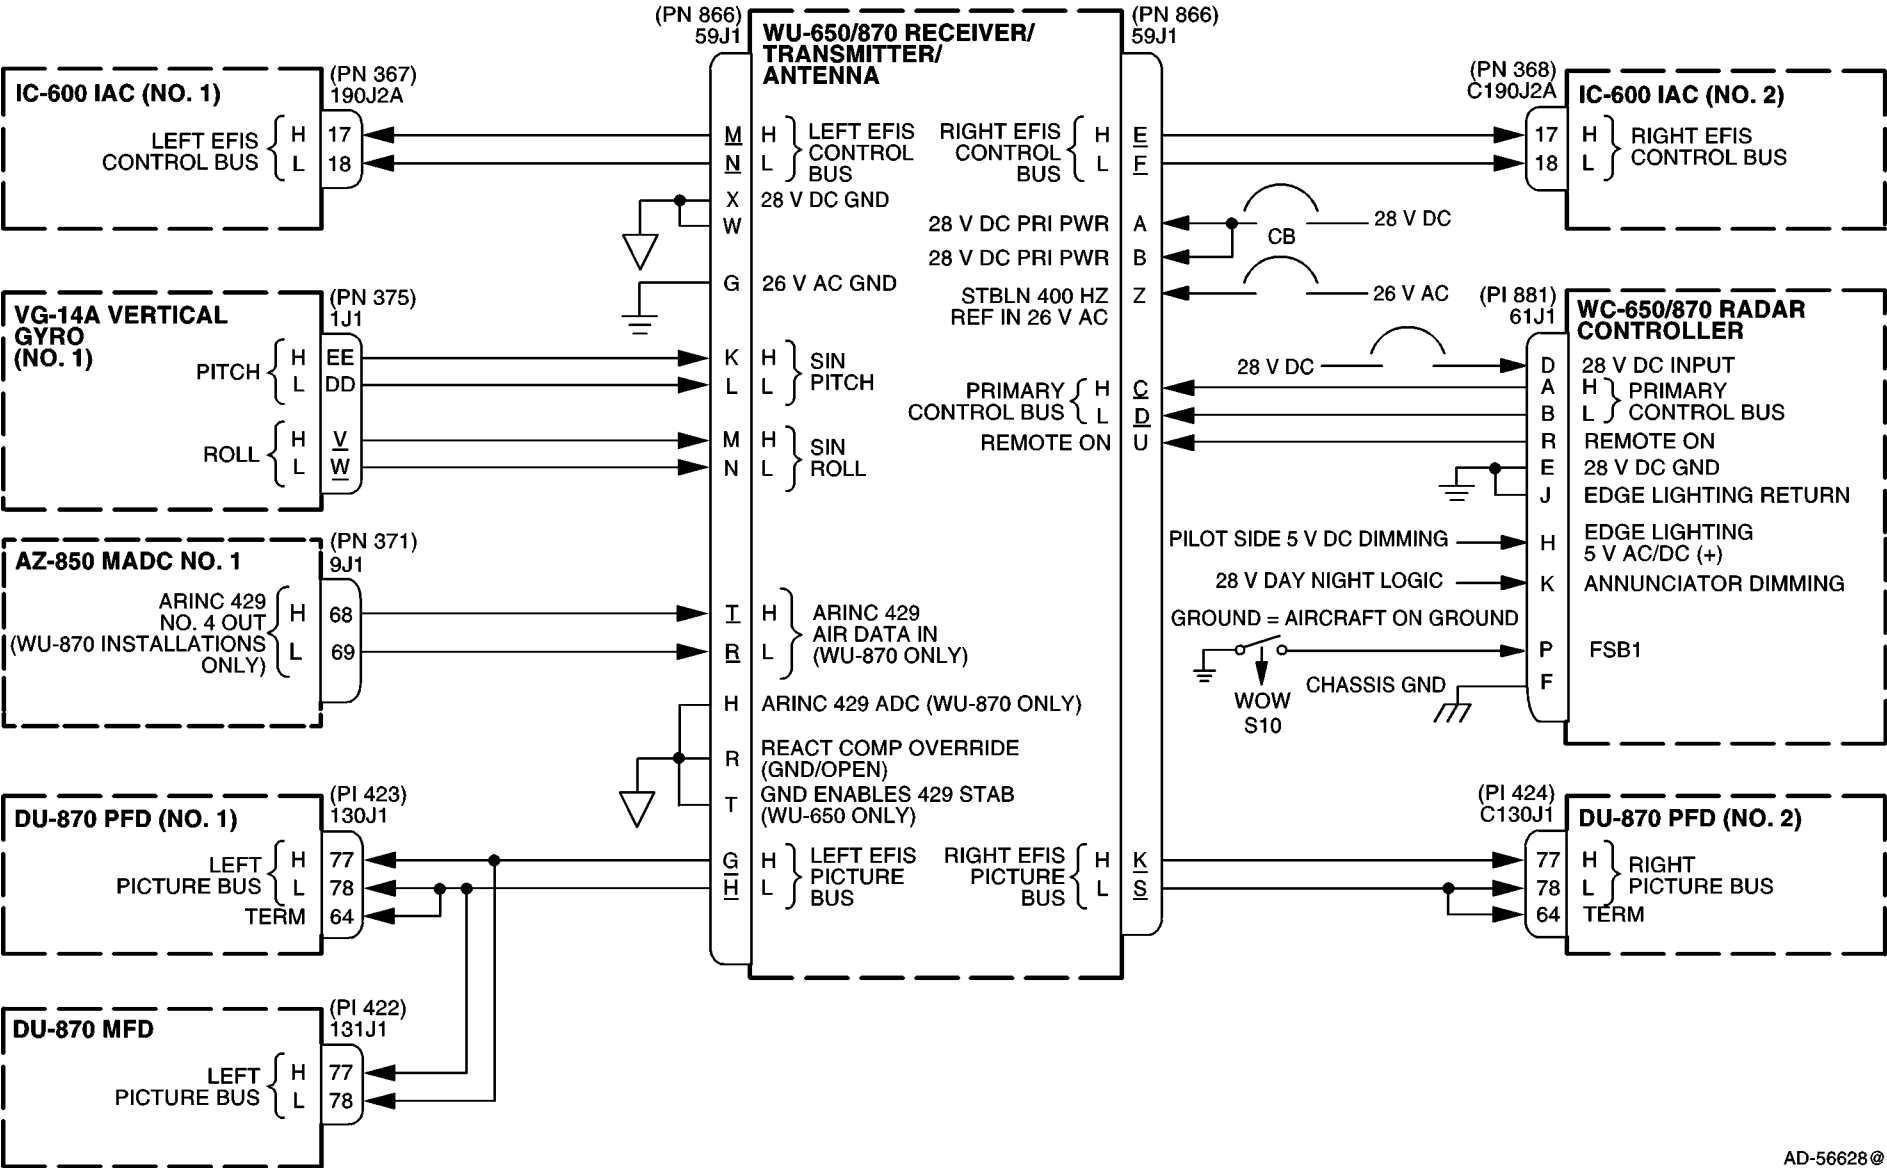 (PN 866)
59J1
WU-650/870 RECEIVER/
TRANSMITTER/
ANTENNA
(PN 866)
59J1
IC-600 IAC (NO. 1)
(PN 367)
190J2A
LEFT EFIS
CONTROL BUS
H 17
L 18
M H
N L
LEFT EFIS
CONTROL
BUS
X 28 V DC GND
W
G 26 V AC GND
RIGHT EFIS
CONTROL
BUS
H E
L F
28 V DC PRI PWR A
28 V DC PRI PWR B
CB
28 V DC
STBLN 400 HZ Z
REF IN 26 V AC
26 V AC
(PN 368)
C190J2A
IC-600 IAC (NO. 2)
17 H
18 L
RIGHT EFIS
CONTROL BUS
VG-14A VERTICAL
GYRO
(NO. 1)
(PN 375)
1J1
PITCH
H EE
L DD
ROLL
H V
L W
K H
L L
SIN
PITCH
M H
N L
SIN
ROLL
PRIMARY
CONTROL BUS
H C
L D
REMOTE ON U
(PI 881)
61J1
WC-650/870 RADAR
CONTROLLER
28 V DC
D 28 V DC INPUT
A H
B L
PRIMARY
CONTROL BUS
R REMOTE ON
E 28 V DC GND
J EDGE LIGHTING RETURN
PILOT SIDE 5 V DC DIMMING
H EDGE LIGHTING
5 V AC/DC (+)
28 V DAY NIGHT LOGIC
K ANNUNCIATOR DIMMING
GROUND = AIRCRAFT ON GROUND
P FSB1
WOW
S10
CHASSIS GND
F
AZ-850 MADC NO. 1
(PN 371)
9J1
ARINC 429
NO. 4 OUT
(WU-870 INSTALLATIONS
ONLY)
H 68
L 69
T H
R L
ARINC 429
AIR DATA IN
(WU-870 ONLY)
H ARINC 429 ADC (WU-870 ONLY)
R REACT COMP OVERRIDE
(GND/OPEN)
T GND ENABLES 429 STAB
(WU-650 ONLY)
DU-870 PFD (NO. 1)
(PI 423)
130J1
LEFT
PICTURE BUS
H 77
L 78
TERM 64
G H
H L
LEFT EFIS
PICTURE
BUS
RIGHT EFIS
PICTURE
BUS
H K
L S
(PI 424)
C130J1
DU-870 PFD (NO. 2)
77 H
78 L
RIGHT
PICTURE BUS
64 TERM
DU-870 MFD
(PI 422)
131J1
LEFT
PICTURE BUS
H 77
L 78
AD-56628@